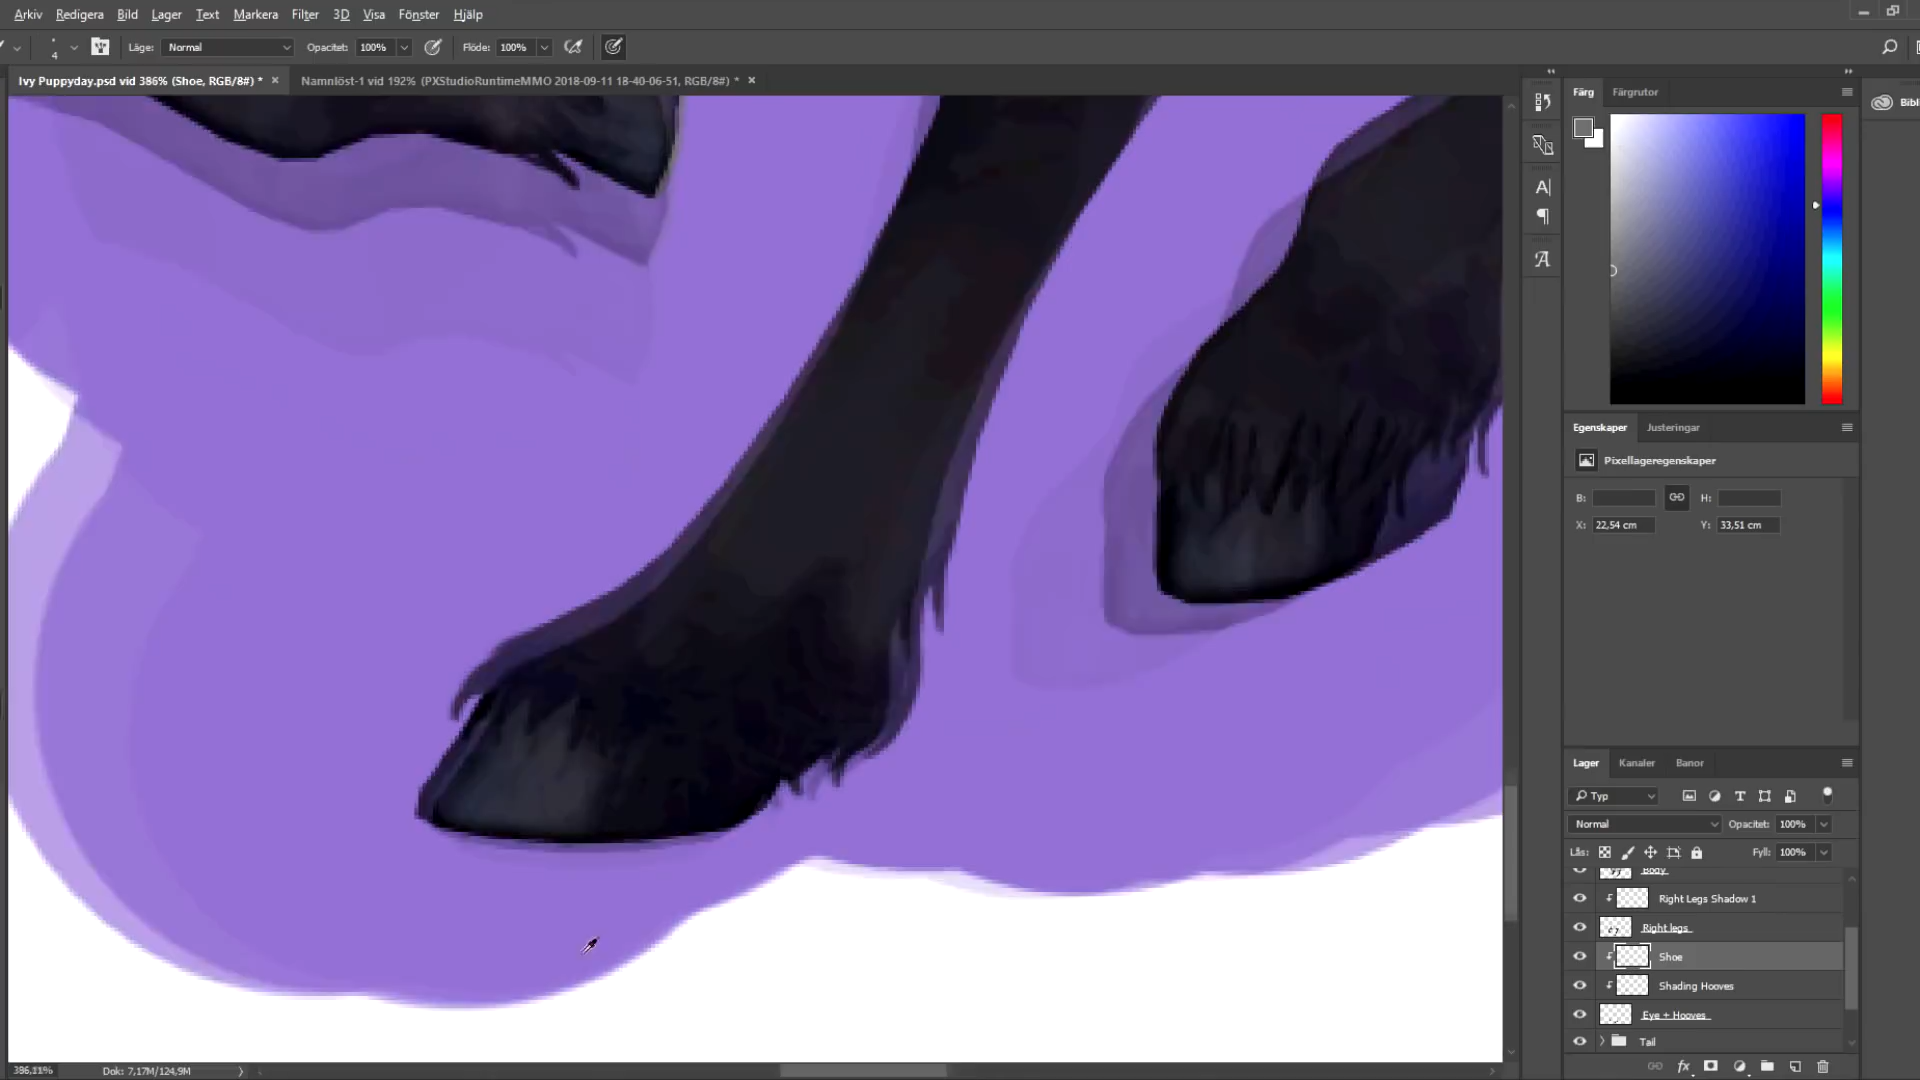 Arkiv Redigera Bild Lager Text Markera Filter 3D Visa Fönster Hjälp
4 Läge: Normal Opacitet: 100% Flöde: 100%
Ivy Puppyday.psd vid 386% (Shoe, RGB/8#) * × Namnlöst-1 vid 192% (PXStudioRuntimeMMO 2018-09-11 18-40-06-51, RGB/8#) * ×
Färg Färgrutor
Bibl
Egenskaper Justeringar
Pixellageregenskaper
B: H:
X: 22,54 cm Y: 33,51 cm
Lager Kanaler Banor
Typ
Normal Opacitet: 100%
Lås: Fyll: 100%
Body
Right Legs Shadow 1
Right legs
Shoe
Shading Hooves
Eye + Hooves
Tail
fx
386,11% Dok: 7,17M/124,9M